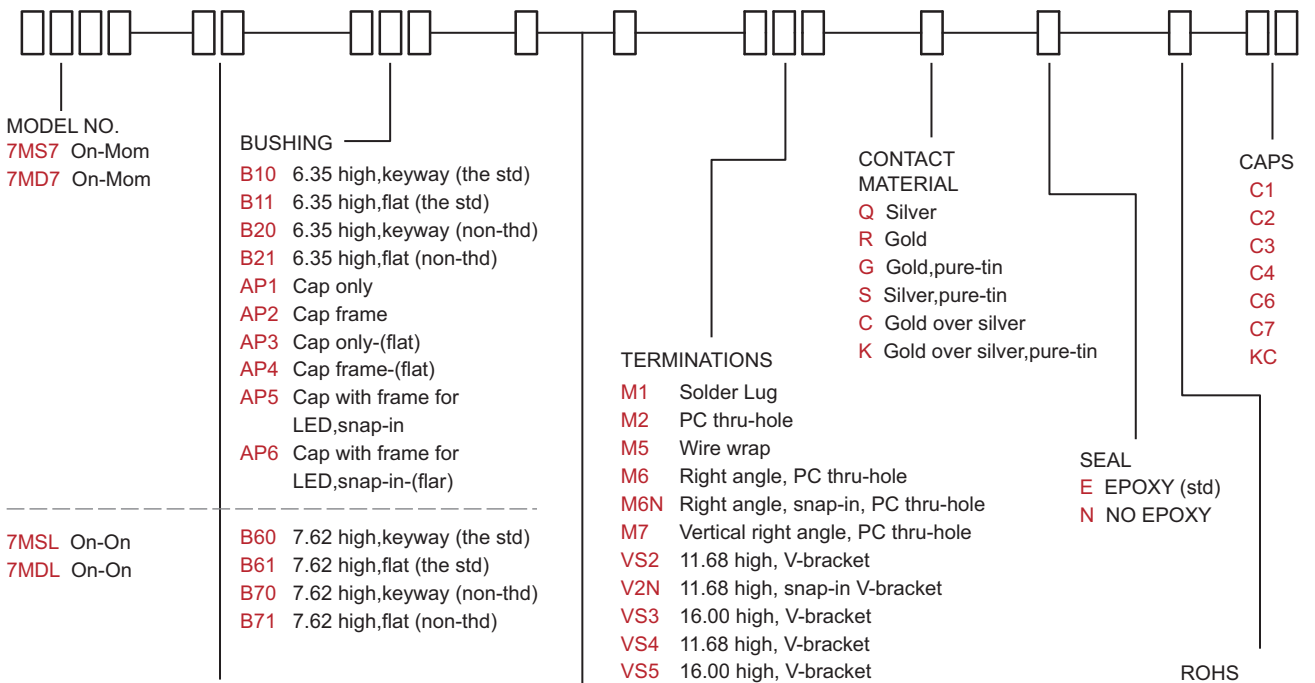 MODEL NO.
7MS7 On-Mom
7MD7 On-Mom
BUSHING
B10 6.35 high,keyway (the std)
B11 6.35 high,flat (the std)
B20 6.35 high,keyway (non-thd)
B21 6.35 high,flat (non-thd)
AP1 Cap only
AP2 Cap frame
AP3 Cap only-(flat)
AP4 Cap frame-(flat)
AP5 Cap with frame for
LED,snap-in
AP6 Cap with frame for
LED,snap-in-(flar)
7MSL On-On
7MDL On-On
B60 7.62 high,keyway (the std)
B61 7.62 high,flat (the std)
B70 7.62 high,keyway (non-thd)
B71 7.62 high,flat (non-thd)
TERMINATIONS
M1 Solder Lug
M2 PC thru-hole
M5 Wire wrap
M6 Right angle, PC thru-hole
M6N Right angle, snap-in, PC thru-hole
M7 Vertical right angle, PC thru-hole
VS2 11.68 high, V-bracket
V2N 11.68 high, snap-in V-bracket
VS3 16.00 high, V-bracket
VS4 11.68 high, V-bracket
VS5 16.00 high, V-bracket
CONTACT
MATERIAL
Q Silver
R Gold
G Gold,pure-tin
S Silver,pure-tin
C Gold over silver
K Gold over silver,pure-tin
SEAL
E EPOXY (std)
N NO EPOXY
ROHS
CAPS
C1
C2
C3
C4
C6
C7
KC